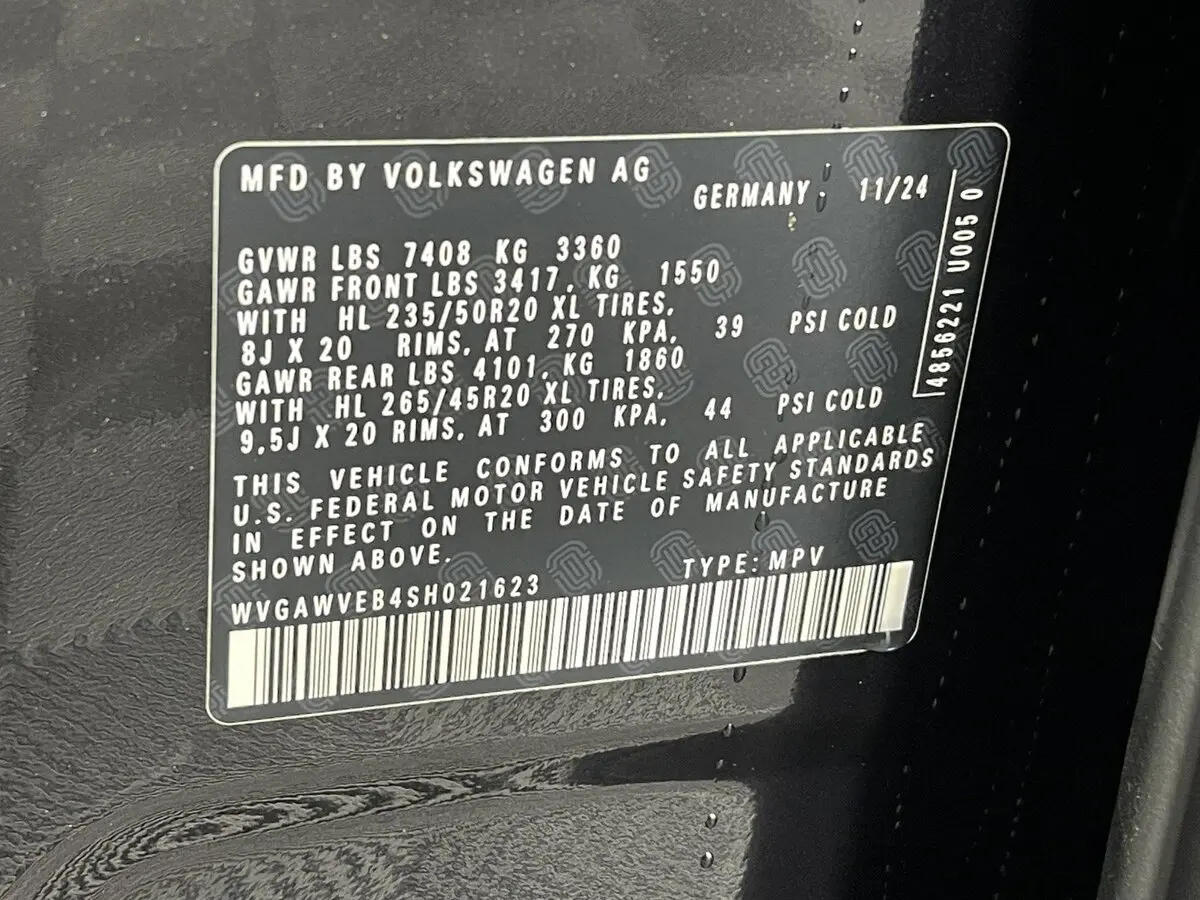 MFD BY VOLKSWAGEN AG
GERMANY. 11/24
GVWR LBS 7408 KG 3360
GAWR FRONT LBS 3417, KG 1550
WITH HL 235/50R20 XL TIRES,
8J X 20 RIMS, AT 270 KPA, 39 PSI COLD
GAWR REAR LBS 4101, KG 1860
WITH HL 265/45R20 XL TIRES,
9,5J X 20 RIMS, AT 300 KPA, 44 PSI COLD
THIS VEHICLE CONFORMS TO ALL APPLICABLE
U.S. FEDERAL MOTOR VEHICLE SAFETY STANDARDS
IN EFFECT ON THE DATE OF MANUFACTURE
SHOWN ABOVE.
WVGAWVEB4SH021623 TYPE: MPV
4856221 U005 0